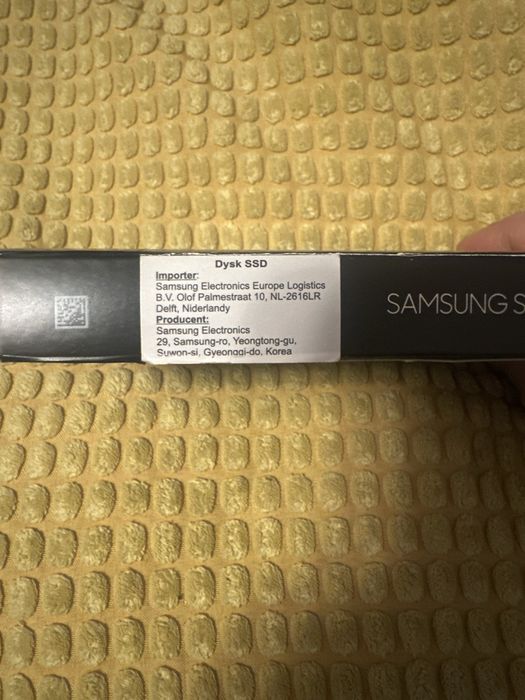 Dysk SSD
Importer:
Samsung Electronics Europe Logistics
B.V. Olof Palmestraat 10, NL-2616LR
Delft, Niderlandy
Producent:
Samsung Electronics
29, Samsung-ro, Yeongtong-gu,
Suwon-si, Gyeonggi-do, Korea
SAMSUNG S